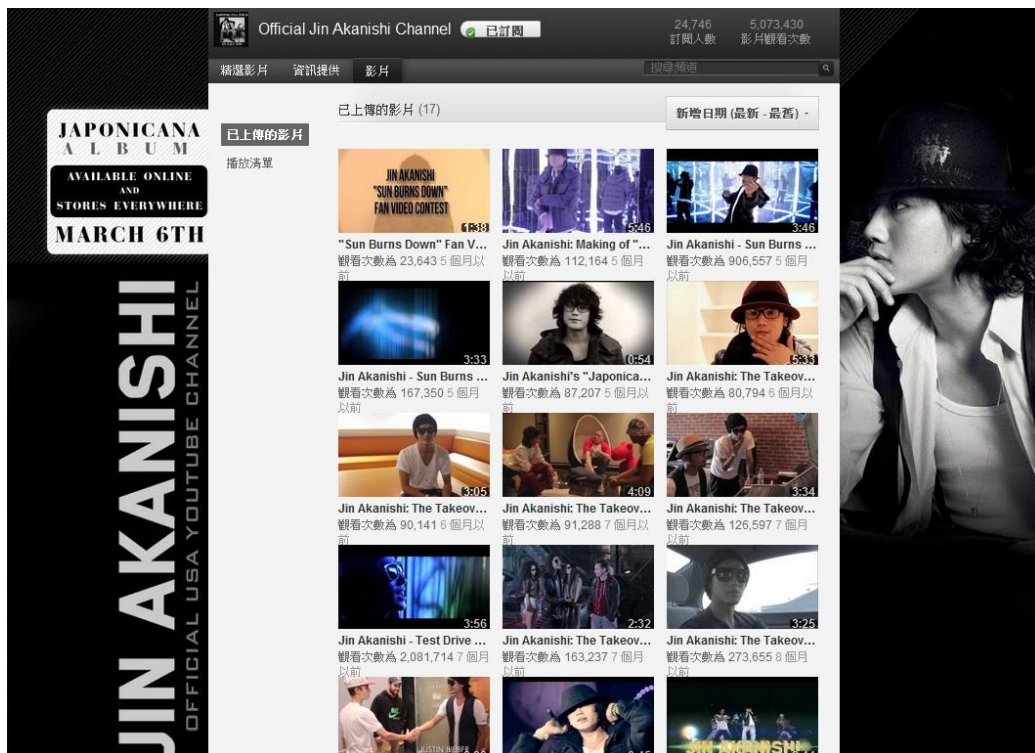 Official Jin Akanishi Channel
已訂閱
24,746
訂閱人數
5,073,430
影片觀看次數
精選影片
資訊提供
影片
搜尋頻道
JAPONICANA
ALBUM
AVAILABLE ONLINE
AND
STORES EVERYWHERE
MARCH 6TH
JIN AKANISHI
OFFICIAL USA YOUTUBE CHANNEL
已上傳的影片
播放清單
已上傳的影片 (17)
新增日期 (最新 - 最舊)
JIN AKANISHI
"SUN BURNS DOWN"
FAN VIDEO CONTEST
1:38
"Sun Burns Down" Fan V...
觀看次數為 23,643 5 個月以
前
5:46
Jin Akanishi: Making of "...
觀看次數為 112,164 5 個月
以前
3:46
Jin Akanishi - Sun Burns ...
觀看次數為 906,557 5 個月
以前
3:33
Jin Akanishi - Sun Burns ...
觀看次數為 167,350 5 個月
以前
0:54
Jin Akanishi's "Japonica...
觀看次數為 87,207 5 個月
以前
5:33
Jin Akanishi: The Takeov...
觀看次數為 80,794 6 個月以
前
3:05
Jin Akanishi: The Takeov...
觀看次數為 90,141 6 個月以
前
4:09
Jin Akanishi: The Takeov...
觀看次數為 91,288 7 個月以
前
3:34
Jin Akanishi: The Takeov...
觀看次數為 126,597 7 個月
以前
3:56
Jin Akanishi - Test Drive ...
觀看次數為 2,081,714 7 個月
以前
2:32
Jin Akanishi: The Takeov...
觀看次數為 163,237 7 個月
以前
3:25
Jin Akanishi: The Takeov...
觀看次數為 273,655 8 個月
以前
JUSTIN BIEBER
JIN AKANISHI